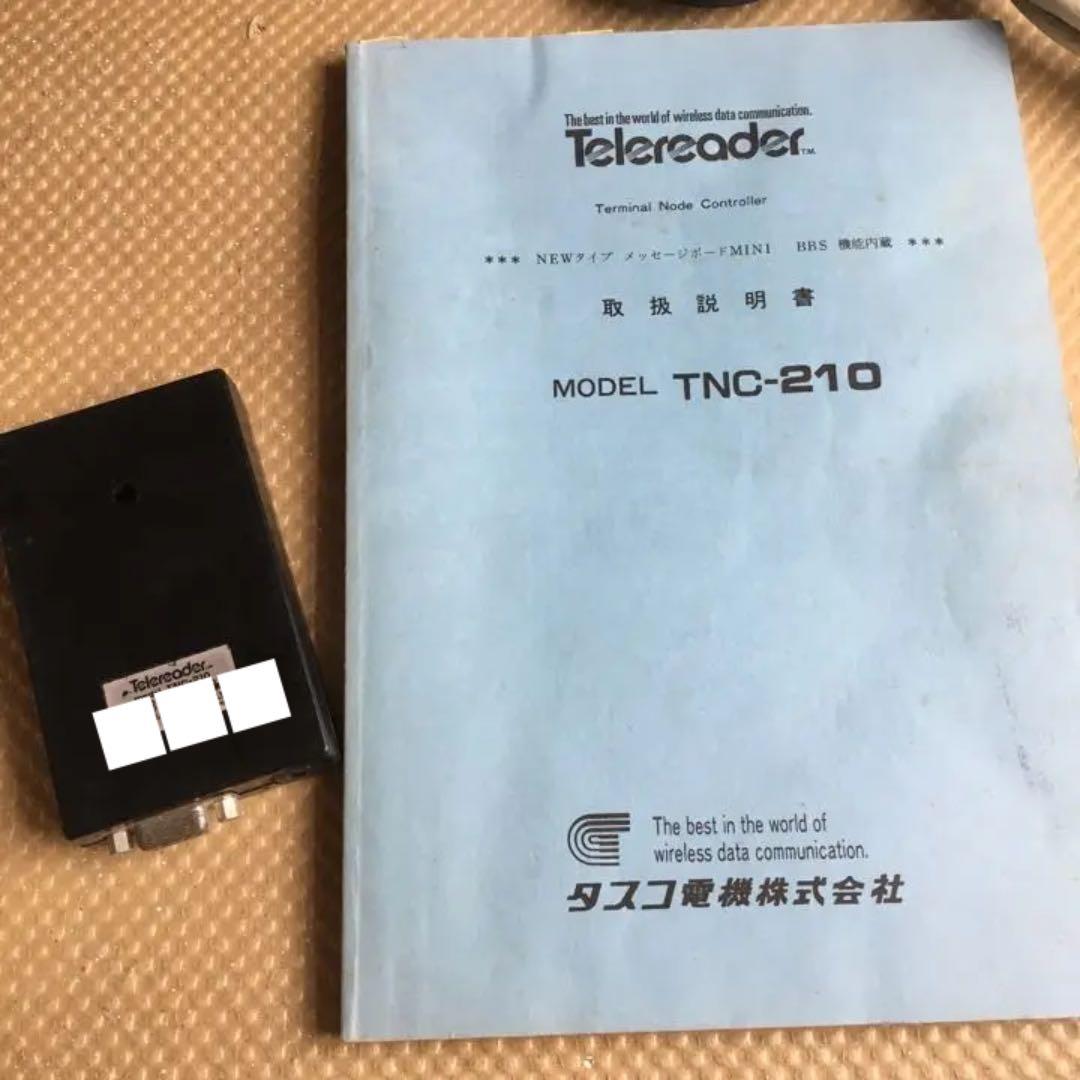 The best in the world of wireless data communication.
Telereader TM
Terminal Node Controller
*** NEWタイプ メッセージボードMINI BBS 機能内蔵 ***
取扱説明書
MODEL TNC-210
The best in the world of
wireless data communication.
タスコ電機株式会社
Telereader
TNC-210